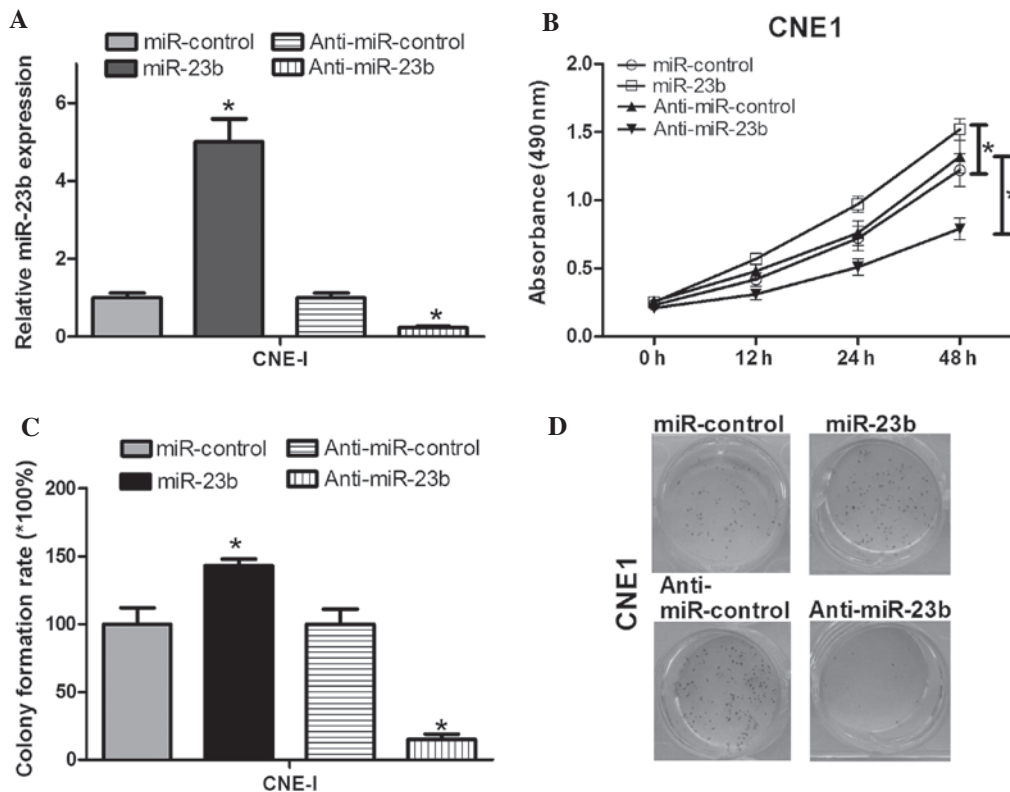 A
miR-control
Anti-miR-control
miR-23b
Anti-miR-23b
Relative miR-23b expression
6
4
2
0
*
*
CNE-I
B
CNE1
miR-control
miR-23b
Anti-miR-control
Anti-miR-23b
Absorbance (490 nm)
2.0
1.5
1.0
0.5
0.0
*
*
0 h
12 h
24 h
48 h
C
miR-control
Anti-miR-control
miR-23b
Anti-miR-23b
Colony formation rate (*100%)
200
150
100
50
0
*
*
CNE-I
D
miR-control
miR-23b
CNE1
Anti-
miR-control
Anti-miR-23b